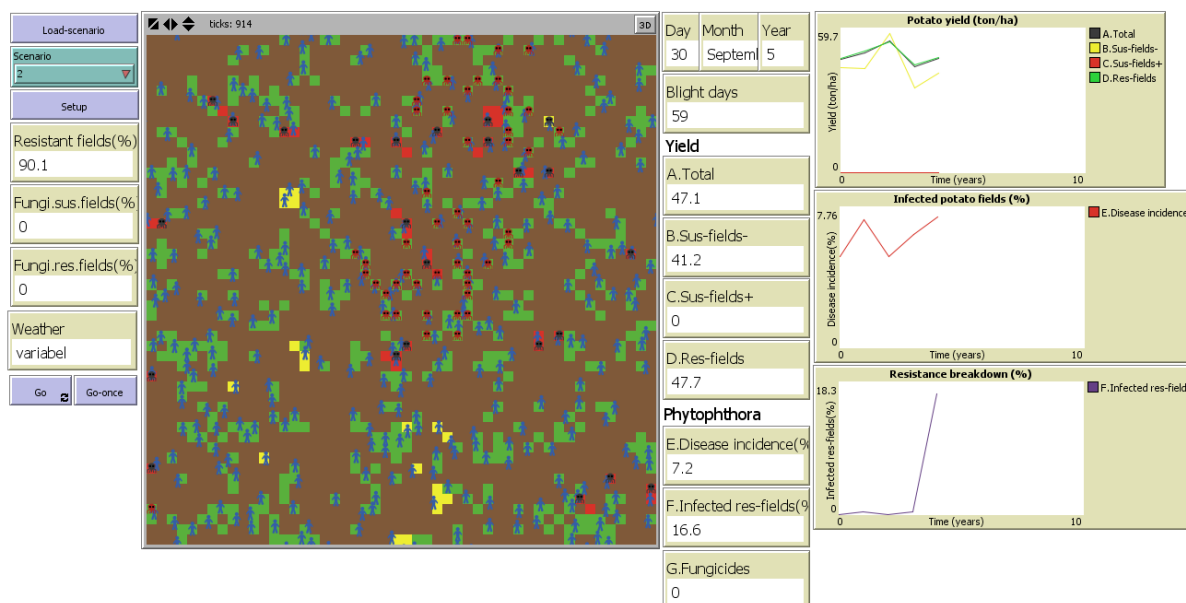 Load-scenario
Scenario
2
Setup
Resistant fields(%)
90.1
Fungi.sus.fields(%
0
Fungi.res.fields(%)
0
Weather
variabel
Go
Go-once
ticks: 914
3D
Day Month Year
30 Septem 5
Blight days
59
Yield
A.Total
47.1
B.Sus-fields-
41.2
C.Sus-fields+
0
D.Res-fields
47.7
Phytophthora
E.Disease incidence(%
7.2
F.Infected res-fields(%
16.6
G.Fungicides
0
Potato yield (ton/ha)
59.7
Yield (ton/ha)
0
0
Time (years)
10
A.Total
B.Sus-fields-
C.Sus-fields+
D.Res-fields
Infected potato fields (%)
7.76
Disease incidence(%)
0
0
Time (years)
10
E.Disease incidence(%)
Resistance breakdown (%)
18.3
Infected res-fields(%)
0
0
Time (years)
10
F.Infected res-field